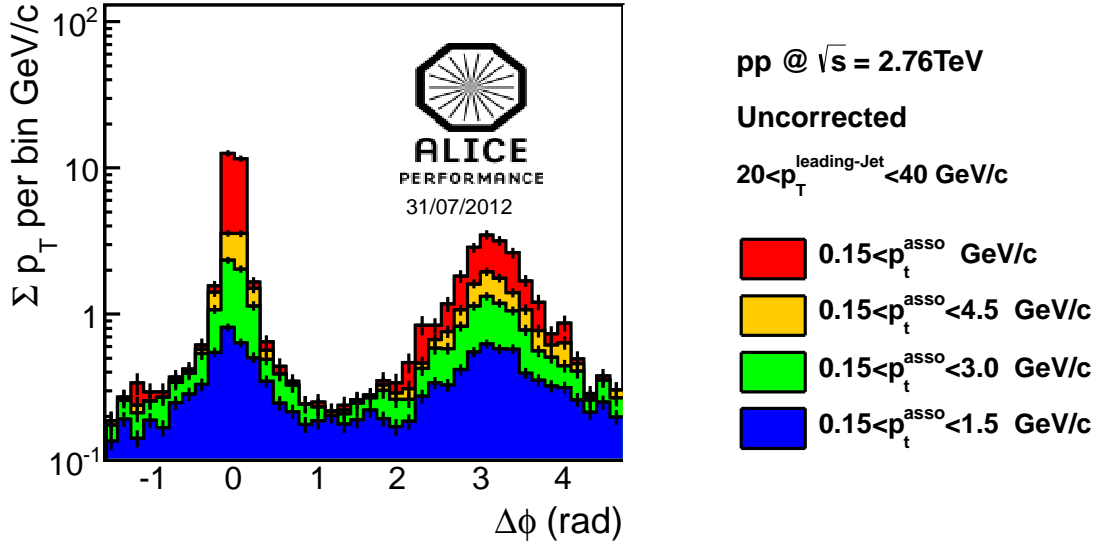 Σ p_T per bin GeV/c
10^2
10
1
10^-1
-1 0 1 2 3 4
Δϕ (rad)
ALICE
PERFORMANCE
31/07/2012
pp @ √s = 2.76TeV
Uncorrected
20<p_T^leading-Jet<40 GeV/c
0.15<p_t^asso GeV/c
0.15<p_t^asso<4.5 GeV/c
0.15<p_t^asso<3.0 GeV/c
0.15<p_t^asso<1.5 GeV/c